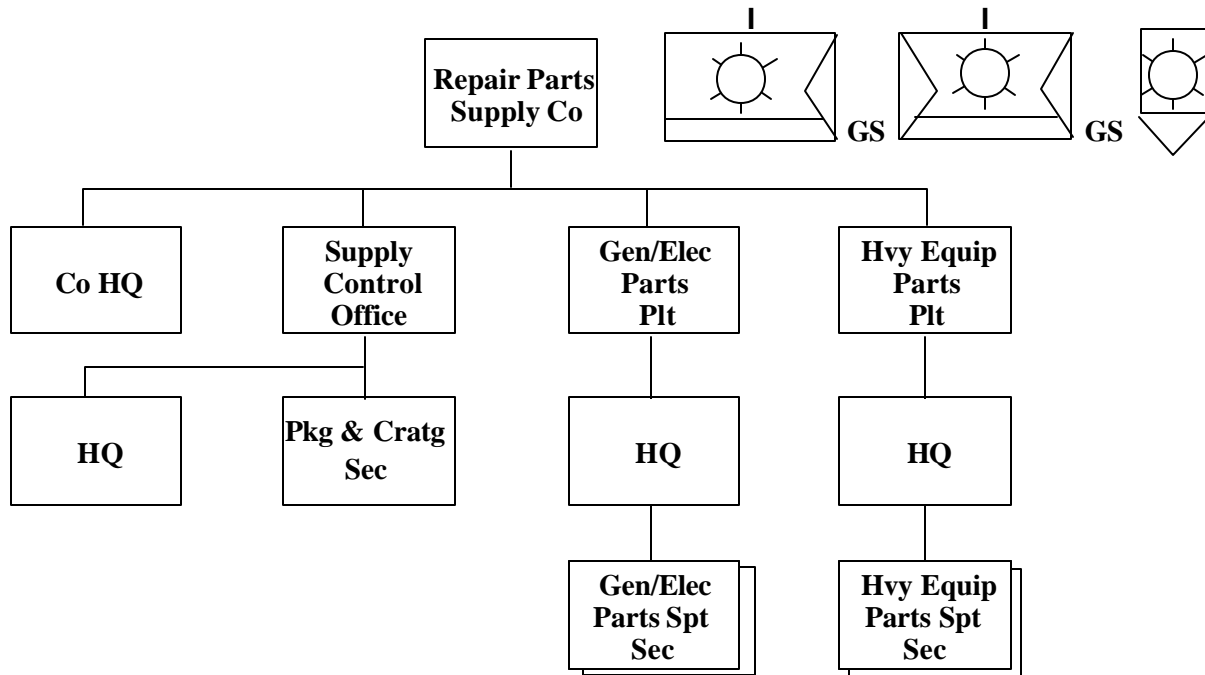 I
I
Repair Parts
Supply Co
GS
GS
Co HQ
Supply
Control
Office
Gen/Elec
Parts
Plt
Hvy Equip
Parts
Plt
HQ
Pkg & Cratg
Sec
HQ
HQ
Gen/Elec
Parts Spt
Sec
Hvy Equip
Parts Spt
Sec